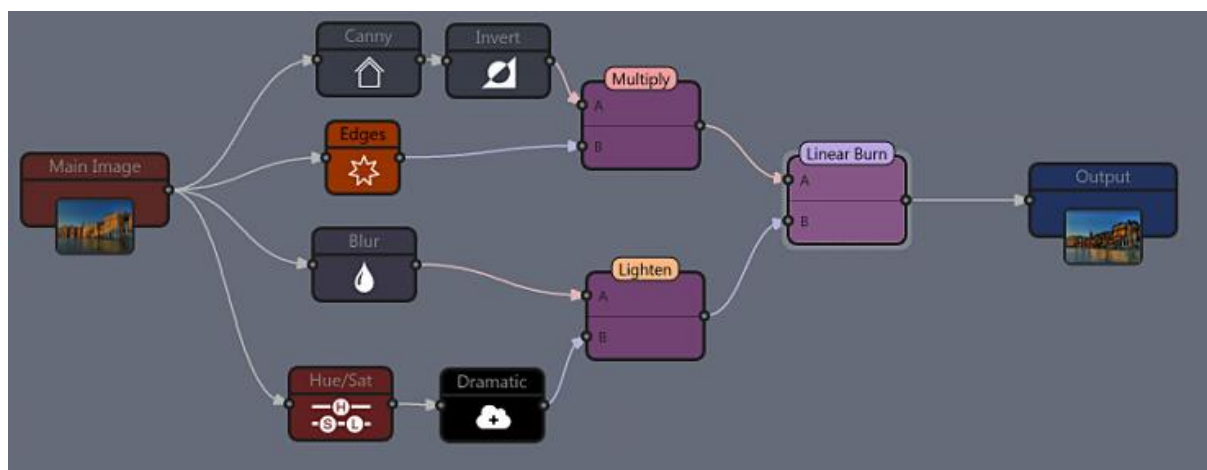 Canny
Invert
Multiply
A
B
Edges
Main Image
Linear Burn
A
B
Output
Blur
Lighten
A
B
Hue/Sat
H
S L
Dramatic